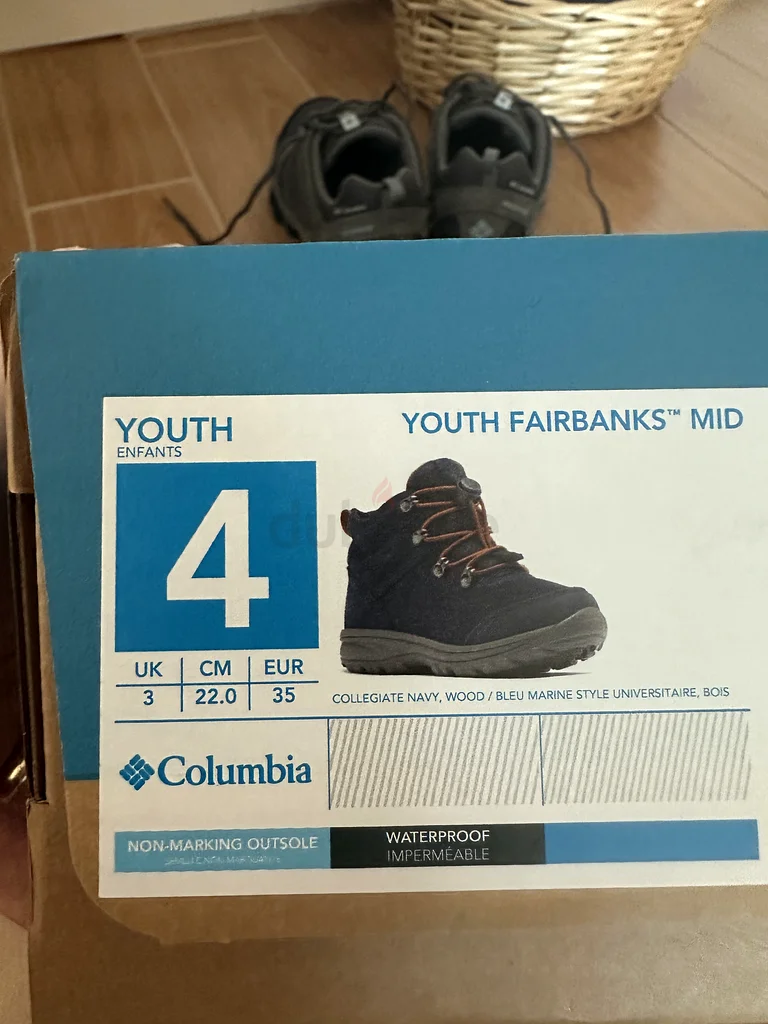 YOUTH
ENFANTS
YOUTH FAIRBANKS™ MID
4
UK CM EUR
3 22.0 35
COLLEGIATE NAVY, WOOD / BLEU MARINE STYLE UNIVERSITAIRE, BOIS
Columbia
NON-MARKING OUTSOLE
WATERPROOF
IMPERMÉABLE